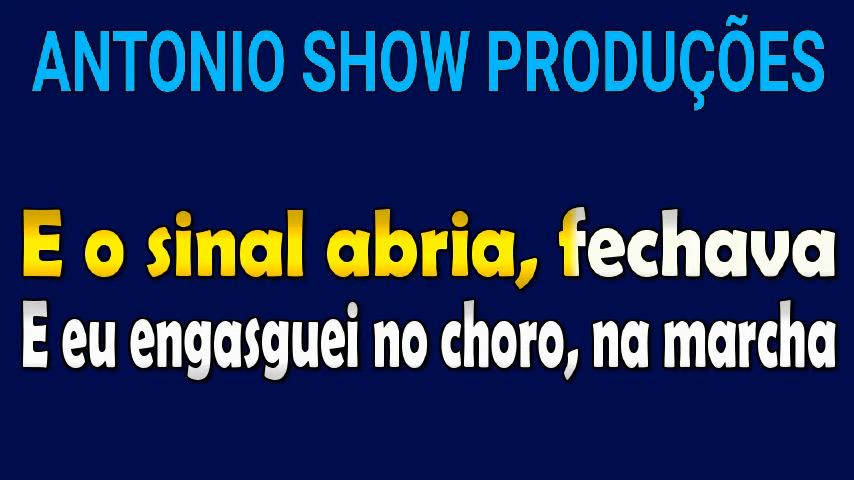 ANTONIO SHOW PRODUÇÕES
E o sinal abria, fechava
E eu engasguei no choro, na marcha